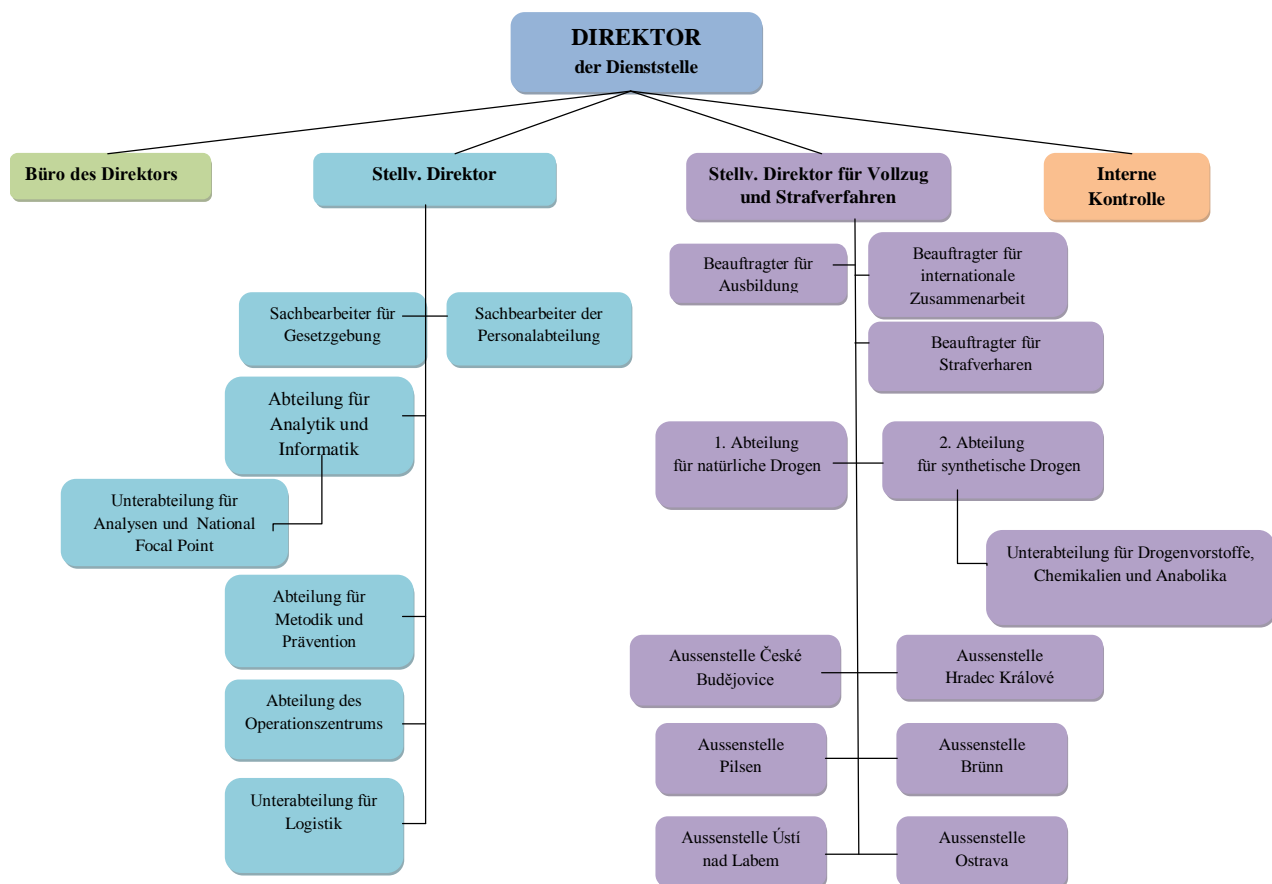 DIREKTOR
der Dienststelle
Büro des Direktors
Stellv. Direktor
Stellv. Direktor für Vollzug
und Strafverfahren
Interne
Kontrolle
Beauftragter für
Ausbildung
Beauftragter für
internationale
Zusammenarbeit
Sachbearbeiter für
Gesetzgebung
Sachbearbeiter der
Personalabteilung
Beauftragter für
Strafverharen
Abteilung für
Analytik und
Informatik
1. Abteilung
für natürliche Drogen
2. Abteilung
für synthetische Drogen
Unterabteilung für
Analysen und National
Focal Point
Unterabteilung für Drogenvorstoffe,
Chemikalien und Anabolika
Abteilung für
Metodik und
Prävention
Aussenstelle České
Budějovice
Aussenstelle
Hradec Králové
Abteilung des
Operationszentrums
Aussenstelle
Pilsen
Aussenstelle
Brünn
Unterabteilung für
Logistik
Aussenstelle Ústí
nad Labem
Aussenstelle
Ostrava